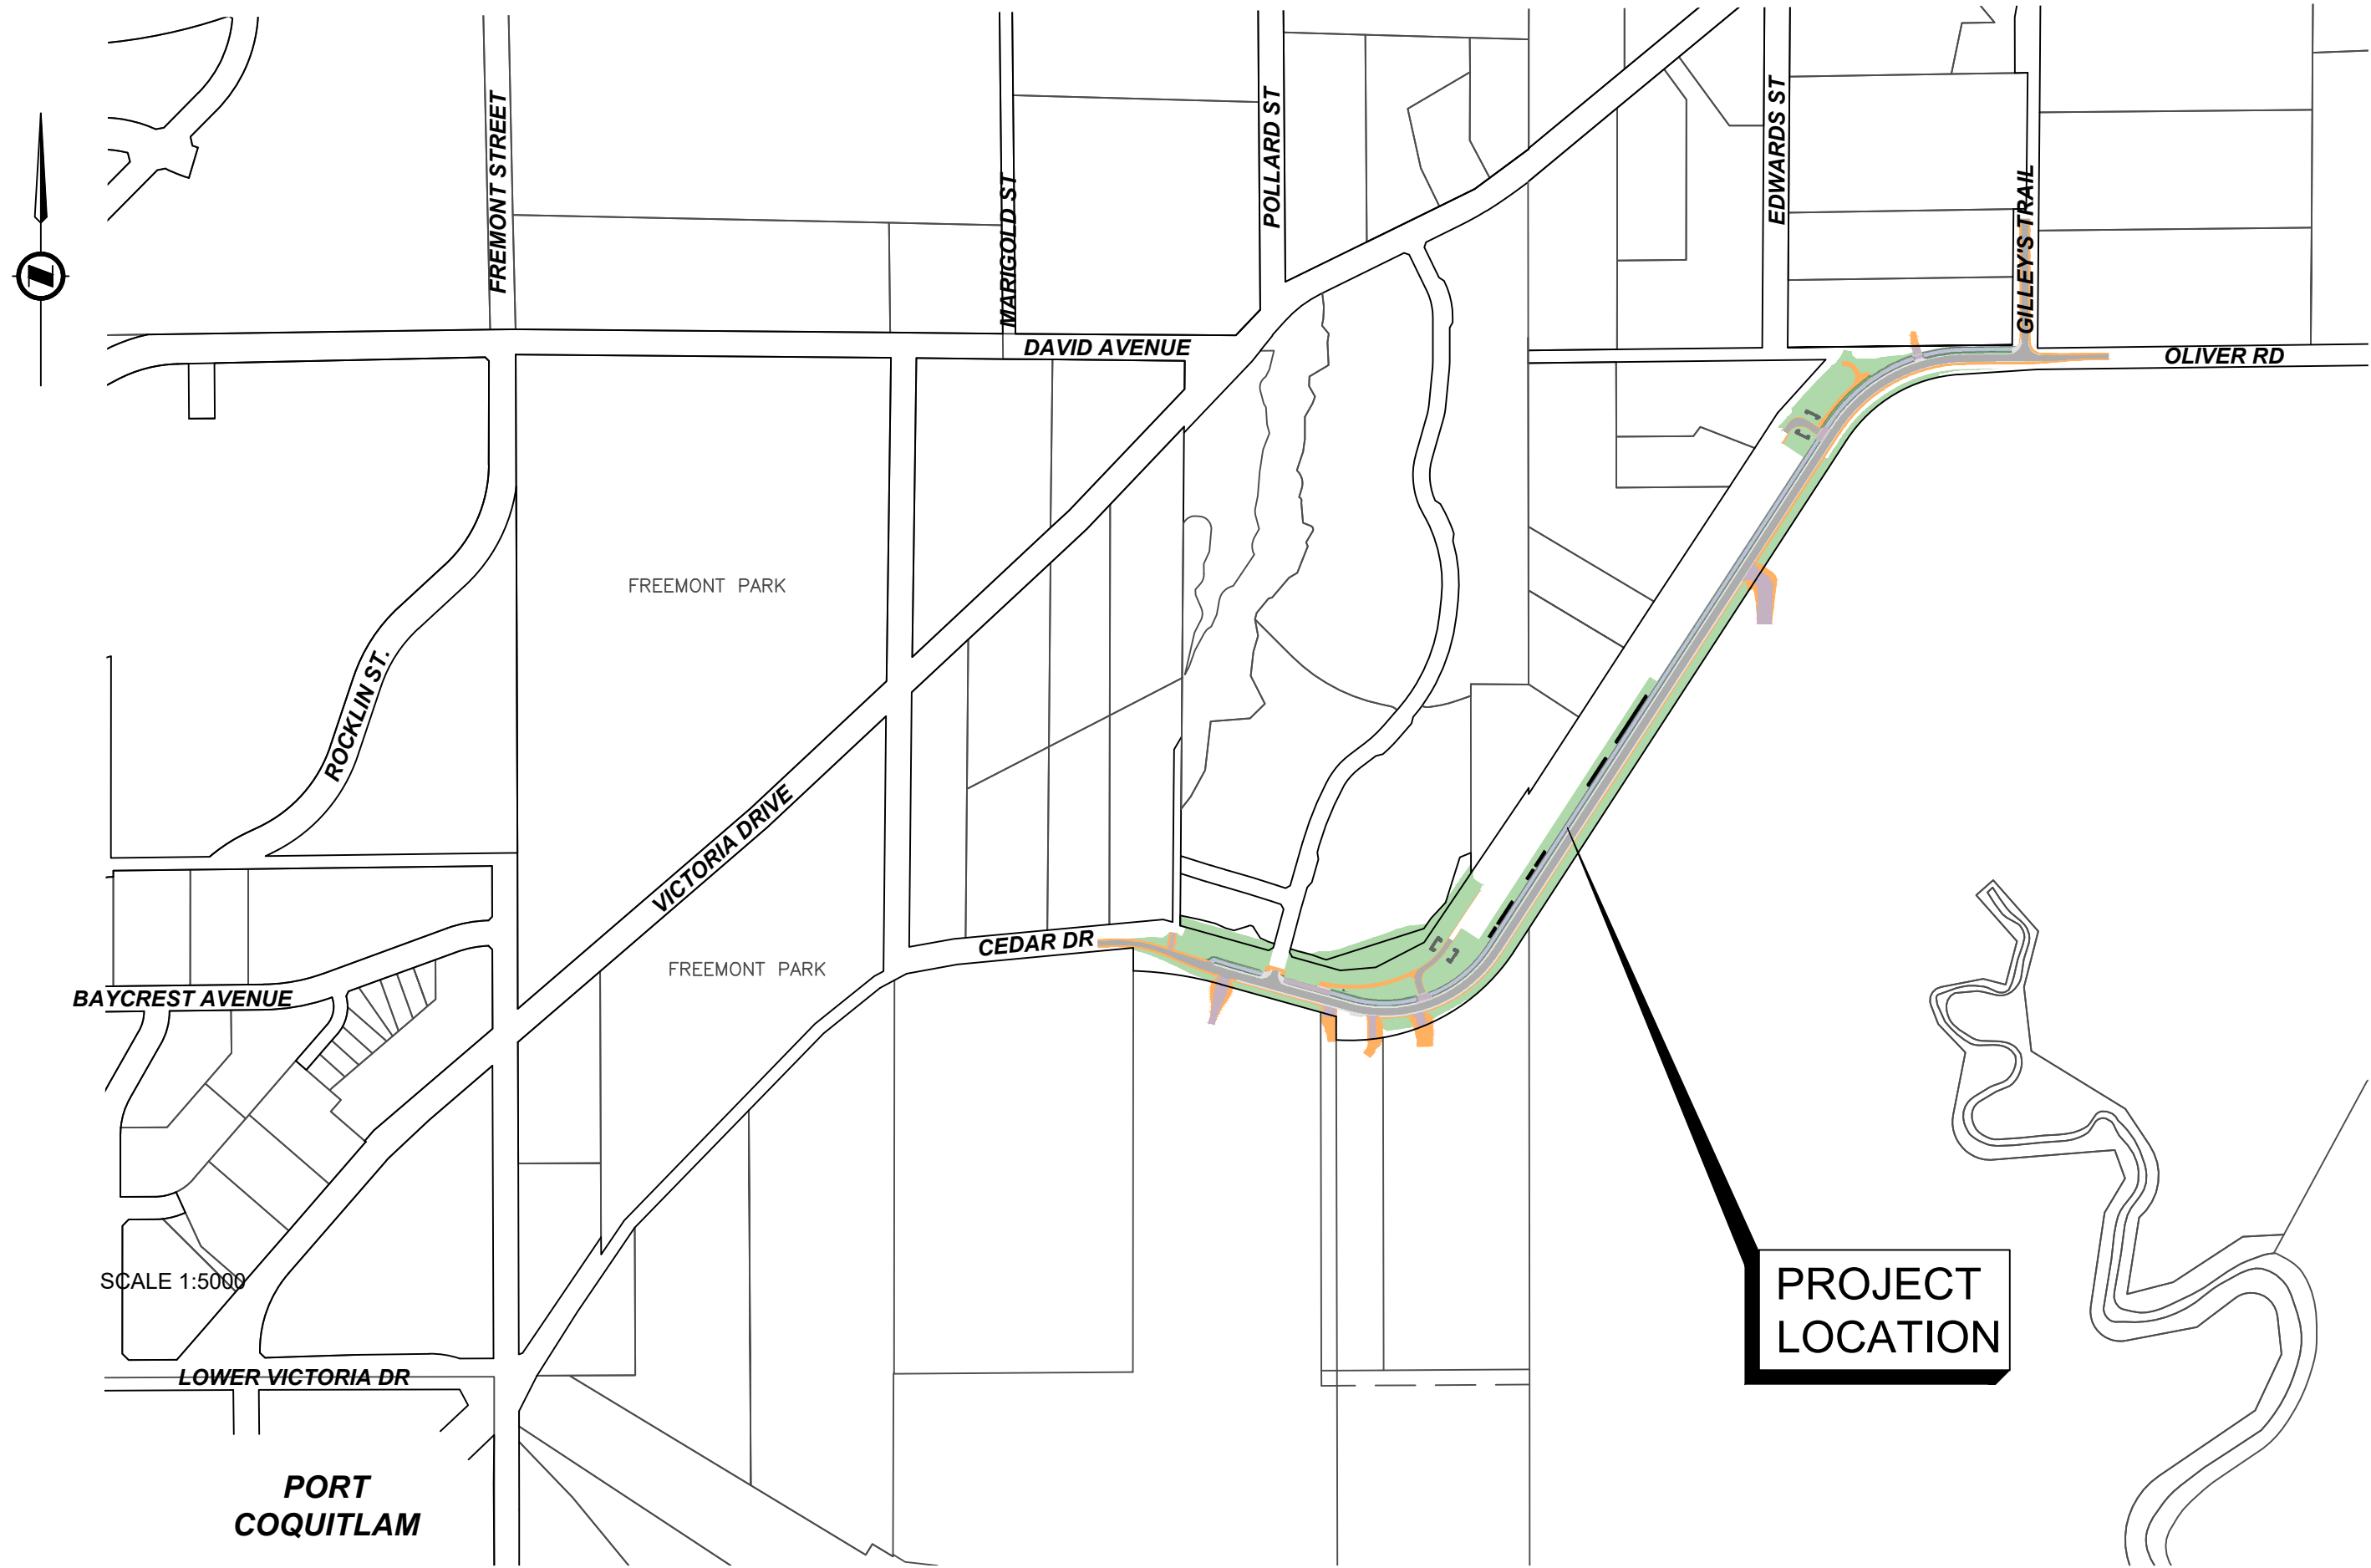 FREMONT STREET
MARIGOLD ST
POLLARD ST
EDWARDS ST
GILLEY'S TRAIL
DAVID AVENUE
OLIVER RD
FREEMONT PARK
ROCKLIN ST.
VICTORIA DRIVE
CEDAR DR
FREEMONT PARK
BAYCREST AVENUE
SCALE 1:5000
PROJECT
LOCATION
LOWER VICTORIA DR
PORT
COQUITLAM